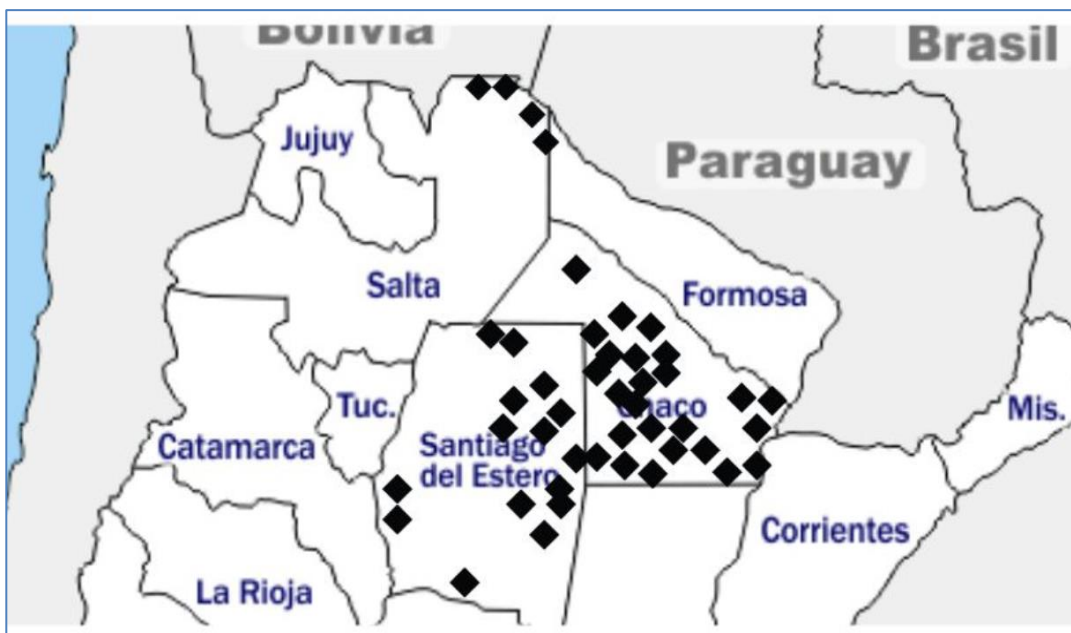 Bolivia
Brasil
Jujuy
Paraguay
Salta
Formosa
Tuc.
Chaco
Mis.
Catamarca
Santiago
del Estero
Corrientes
La Rioja